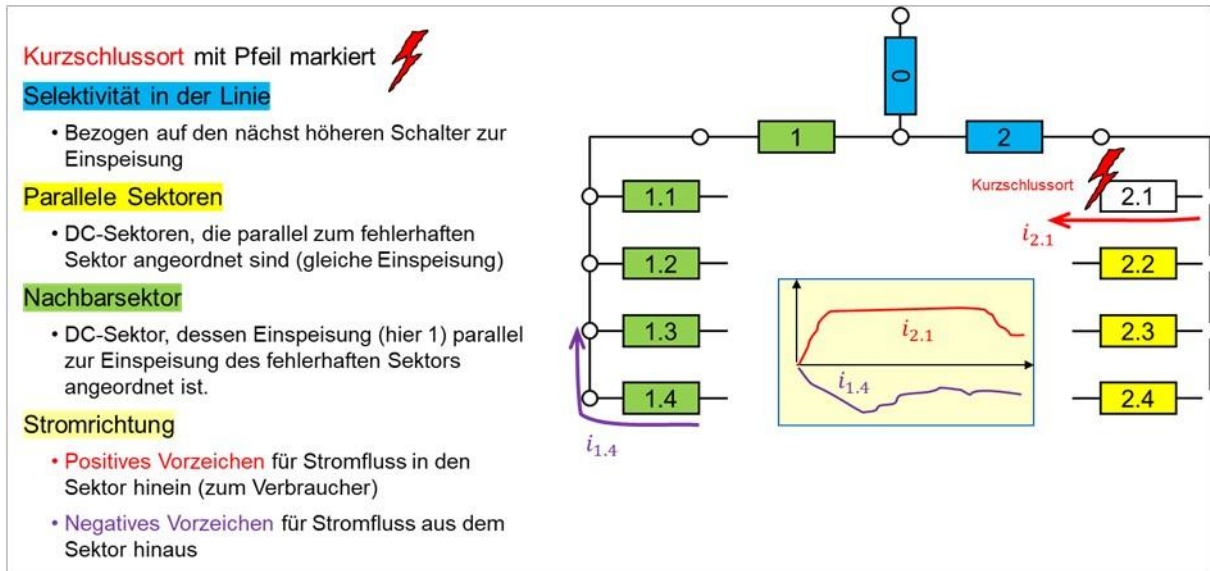 Kurzschlussort mit Pfeil markiert
Selektivität in der Linie
• Bezogen auf den nächst höheren Schalter zur
Einspeisung
Parallele Sektoren
• DC-Sektoren, die parallel zum fehlerhaften
Sektor angeordnet sind (gleiche Einspeisung)
Nachbarsektor
• DC-Sektor, dessen Einspeisung (hier 1) parallel
zur Einspeisung des fehlerhaften Sektors
angeordnet ist.
Stromrichtung
• Positives Vorzeichen für Stromfluss in den
Sektor hinein (zum Verbraucher)
• Negatives Vorzeichen für Stromfluss aus dem
Sektor hinaus
0
1
2
1.1
1.2
1.3
1.4
i1.4
Kurzschlussort
2.1
i2.1
2.2
2.3
2.4
i2.1
i1.4